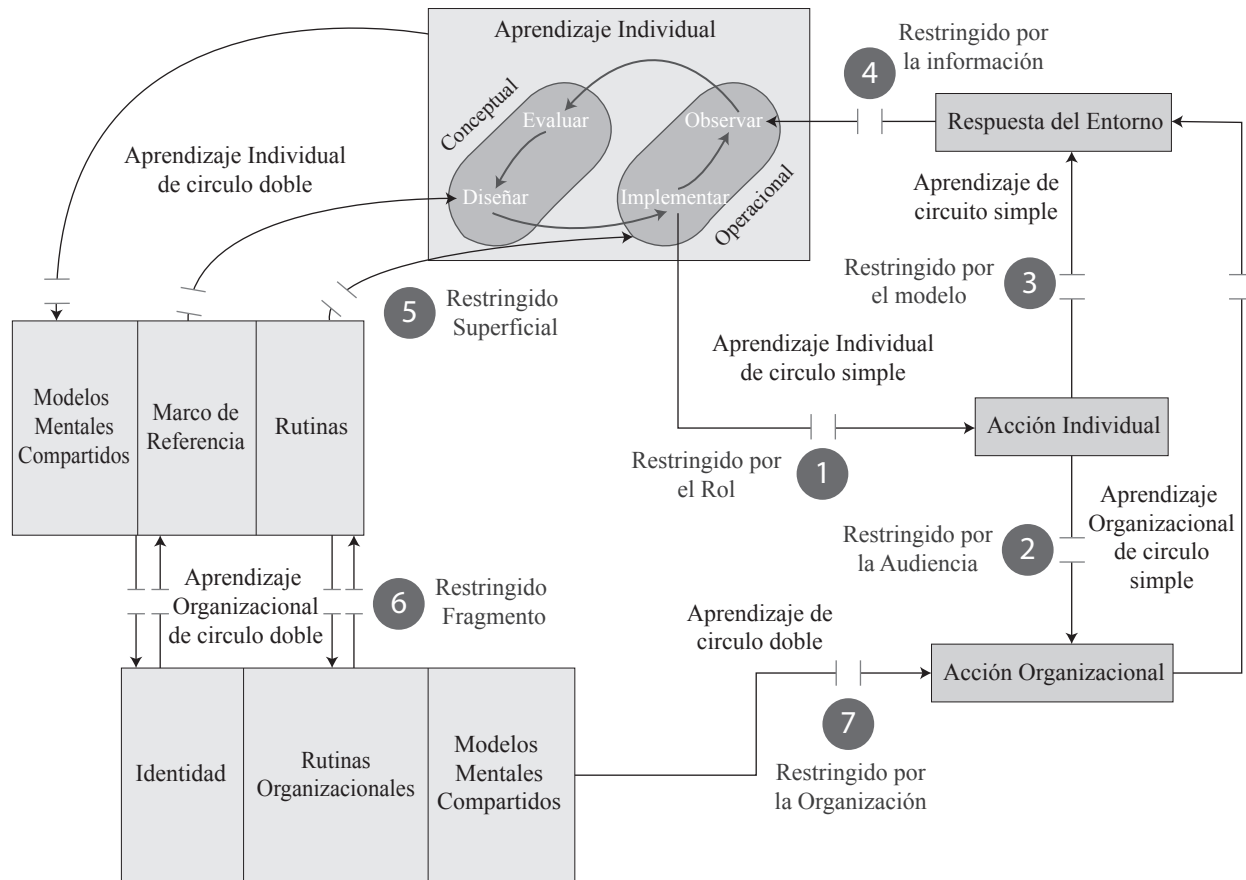 Aprendizaje Individual
Conceptual
Evaluar
Diseñar
Observar
Implementar
Operacional
Restringido por
la información
4
Respuesta del Entorno
Aprendizaje Individual
de circulo doble
Aprendizaje de
circuito simple
Restringido por
el modelo
3
5
Restringido
Superficial
Aprendizaje Individual
de circulo simple
Modelos
Mentales
Compartidos
Marco de
Referencia
Rutinas
Acción Individual
Restringido por
el Rol
1
Restringido por
la Audiencia
2
Aprendizaje
Organizacional
de circulo
simple
Aprendizaje
Organizacional
de circulo doble
6
Restringido
Fragmento
Aprendizaje de
circulo doble
Acción Organizacional
7
Restringido por
la Organización
Identidad
Rutinas
Organizacionales
Modelos
Mentales
Compartidos